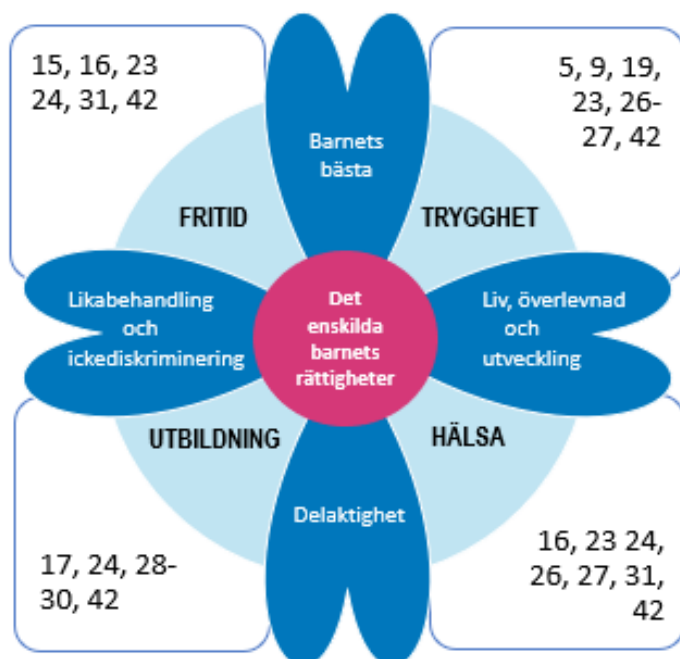 15, 16, 23
24, 31, 42
5, 9, 19,
23, 26-
27, 42
Barnets
bästa
FRITID
TRYGGHET
Likabehandling
och
ickediskriminering
Det
enskilda
barnets
rättigheter
Liv, överlevnad
och
utveckling
UTBILDNING
HÄLSA
Delaktighet
17, 24, 28-
30, 42
16, 23 24,
26, 27, 31,
42